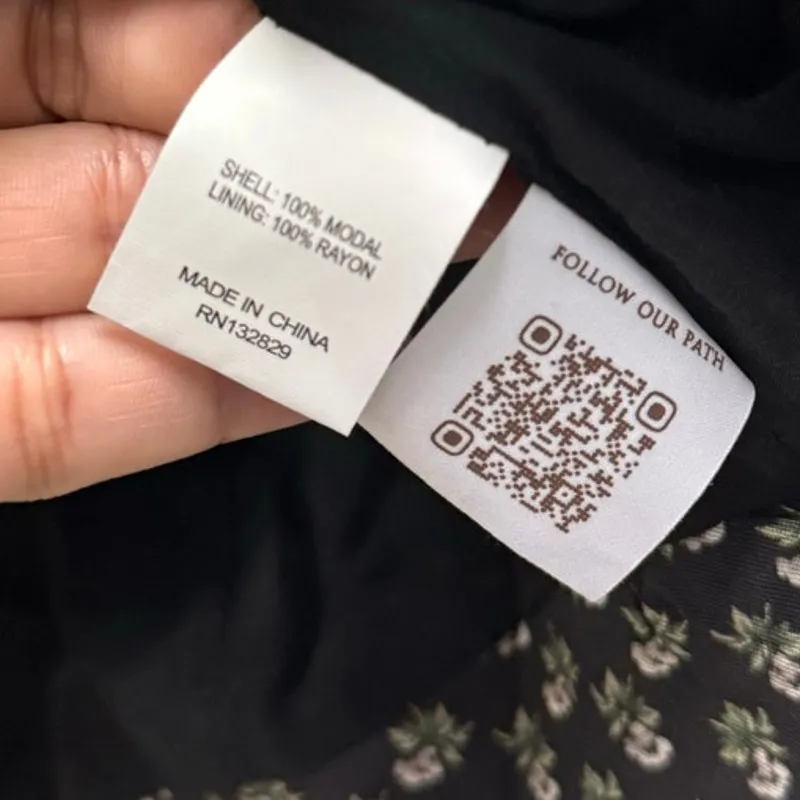 SHELL: 100% MODAL
LINING: 100% RAYON
MADE IN CHINA
RN132829
FOLLOW OUR PATH